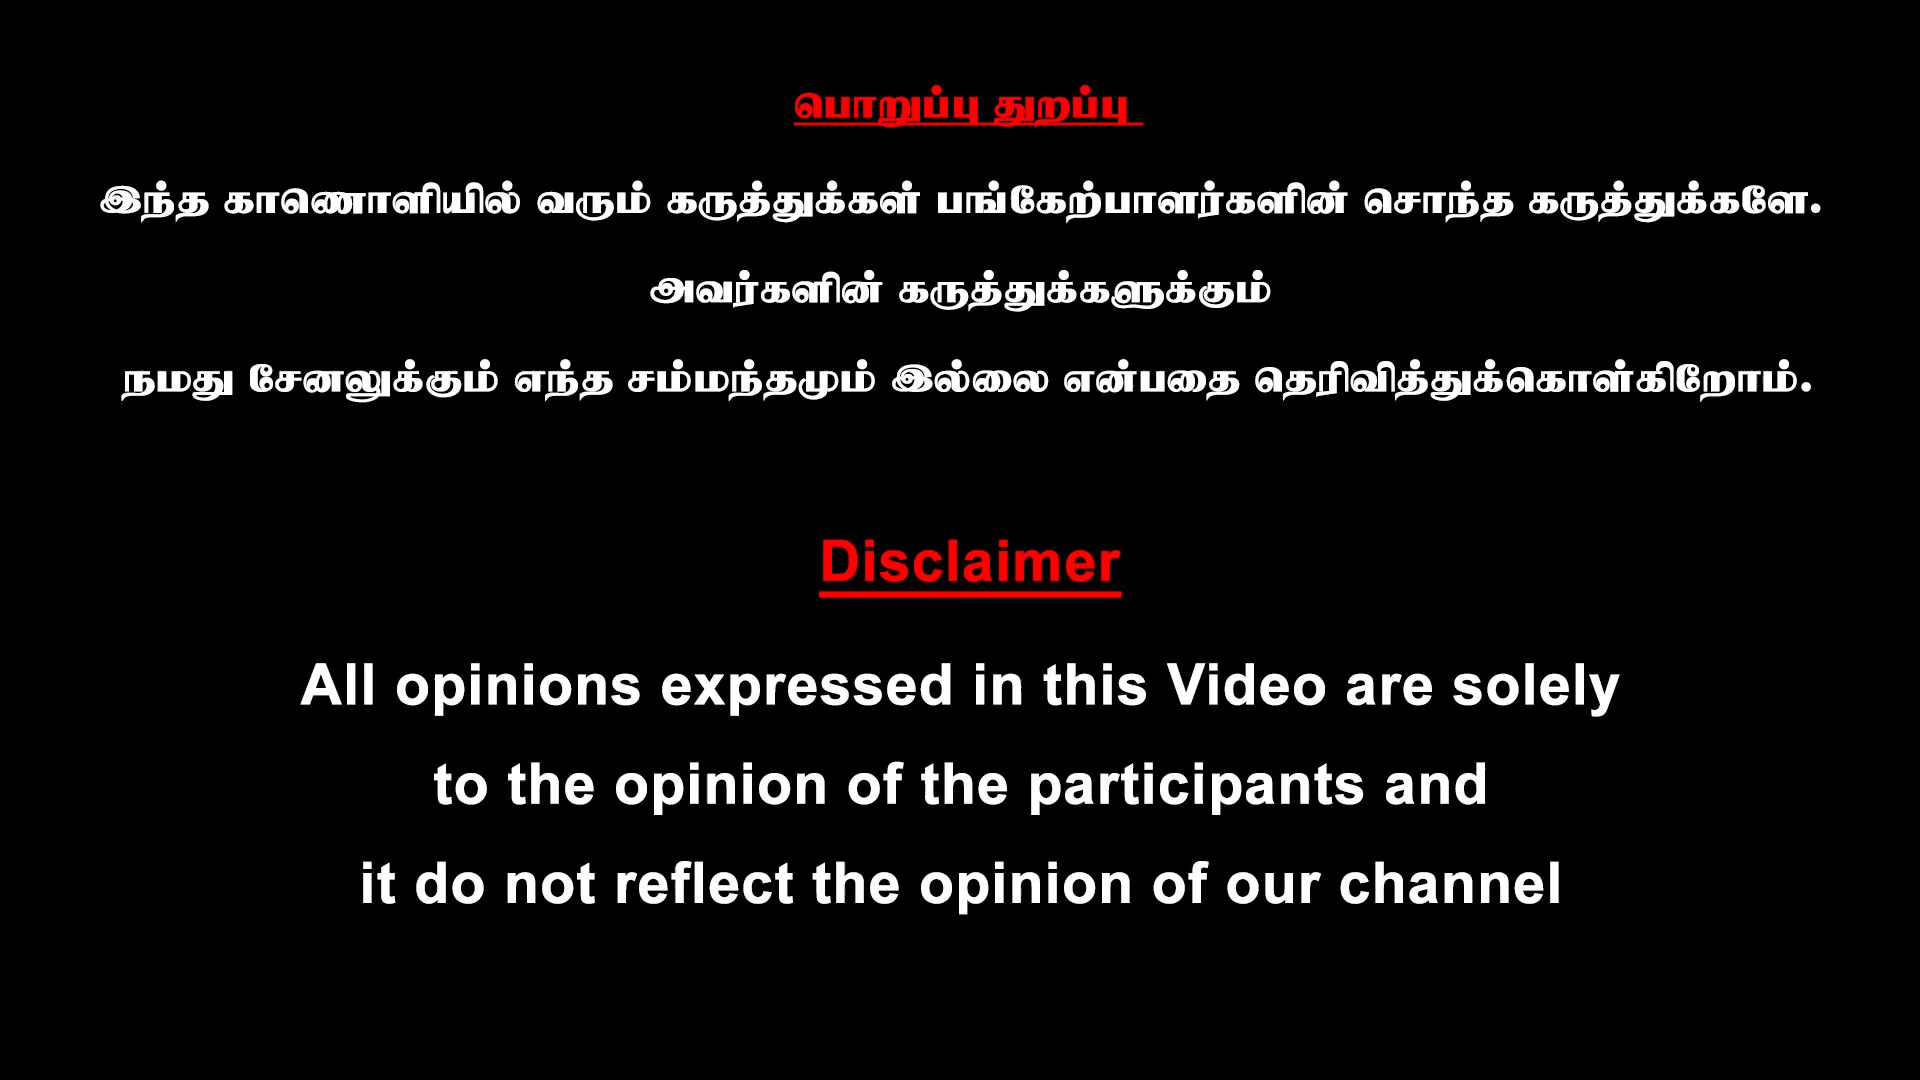 பொறுப்பு துறப்பு
இந்த காணொளியில் வரும் கருத்துக்கள் பங்கேற்பாளர்களின் சொந்த கருத்துக்களே.
அவர்களின் கருத்துக்களுக்கும்
நமது சேனலுக்கும் எந்த சம்மந்தமும் இல்லை என்பதை தெரிவித்துக்கொள்கிறோம்.
Disclaimer
All opinions expressed in this Video are solely
to the opinion of the participants and
it do not reflect the opinion of our channel